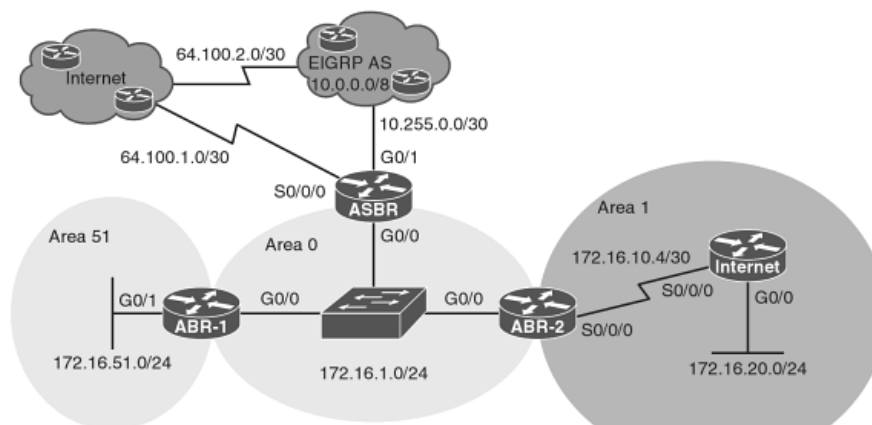 64.100.2.0/30
Internet
EIGRP AS
10.0.0.0/8
10.255.0.0/30
64.100.1.0/30
G0/1
S0/0/0
ASBR
G0/0
Area 51
Area 0
Area 1
172.16.10.4/30
Internet
S0/0/0
G0/0
G0/1
ABR-1
G0/0
G0/0
ABR-2
S0/0/0
172.16.51.0/24
172.16.1.0/24
172.16.20.0/24